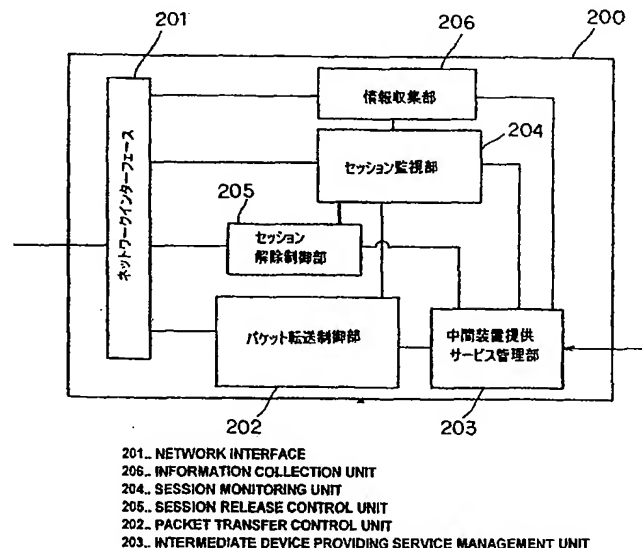 201
206
200
情報収集部
204
セッション監視部
ネットワークインターフェース
205
セッション
解除制御部
パケット転送制御部
中間装置提供
サービス管理部
202
203
201.. NETWORK INTERFACE
206.. INFORMATION COLLECTION UNIT
204.. SESSION MONITORING UNIT
205.. SESSION RELEASE CONTROL UNIT
202.. PACKET TRANSFER CONTROL UNIT
203.. INTERMEDIATE DEVICE PROVIDING SERVICE MANAGEMENT UNIT